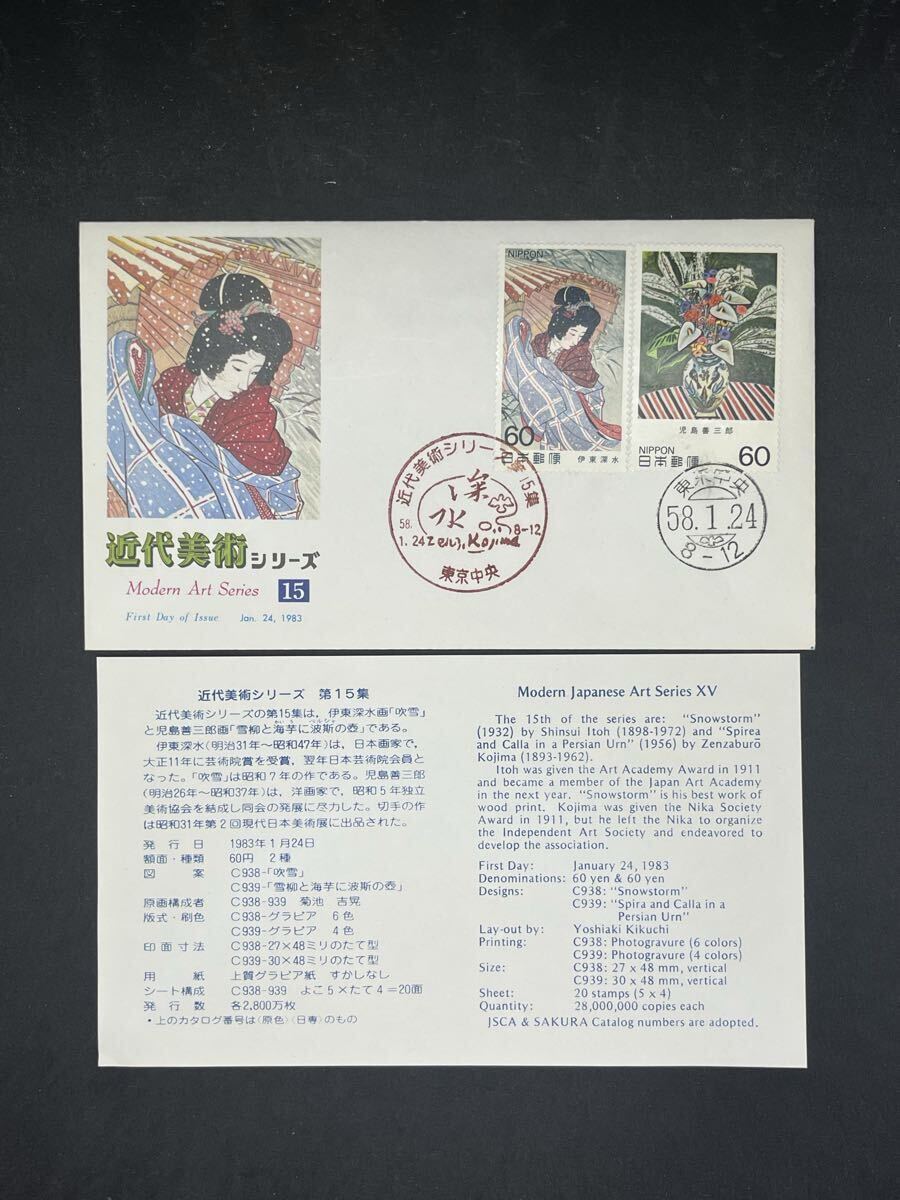 NIPPON
60
日本郵便
伊東深水
児島善三郎
NIPPON
日本郵便 60
近代美術シリーズ第15集
深水
58.
8-12
1.24
Kojima
東京中央
東京中央
58.1.24
8-12
近代美術シリーズ
Modern Art Series 15
First Day of Issue Jan. 24, 1983
近代美術シリーズ 第15集
近代美術シリーズの第15集は，伊東深水画「吹雪」
かいう ペルシャ
と児島善三郎画「雪柳と海芋に波斯の壺」である。
伊東深水(明治31年〜昭和47年)は，日本画家で，
大正11年に芸術院賞を受賞，翌年日本芸術院会員と
なった。「吹雪」は昭和7年の作である。児島善三郎
(明治26年〜昭和37年)は，洋画家で，昭和5年独立
美術協会を結成し同会の発展に尽力した。切手の作
は昭和31年第2回現代日本美術展に出品された。
発行日 1983年1月24日
額面・種類 60円 2種
図案 C938-「吹雪」
C939-「雪柳と海芋に波斯の壺」
原画構成者 C938-939 菊池 吉晃
版式・刷色 C938-グラビア 6色
C939-グラビア 4色
印面寸法 C938-27×48ミリのたて型
C939-30×48ミリのたて型
用紙 上質グラビア紙 すかしなし
シート構成 C938-939 よこ5×たて4＝20面
発行数 各2,800万枚
・上のカタログ番号は〈原色〉〈日専〉のもの
Modern Japanese Art Series XV
The 15th of the series are: "Snowstorm"
(1932) by Shinsui Itoh (1898-1972) and "Spirea
and Calla in a Persian Urn" (1956) by Zenzaburō
Kojima (1893-1962).
Itoh was given the Art Academy Award in 1911
and became a member of the Japan Art Academy
in the next year. "Snowstorm" is his best work of
wood print. Kojima was given the Nika Society
Award in 1911, but he left the Nika to organize
the Independent Art Society and endeavored to
develop the association.
First Day: January 24, 1983
Denominations: 60 yen & 60 yen
Designs: C938: "Snowstorm"
C939: "Spira and Calla in a
Persian Urn"
Lay-out by: Yoshiaki Kikuchi
Printing: C938: Photogravure (6 colors)
C939: Photogravure (4 colors)
Size: C938: 27 x 48 mm, vertical
C939: 30 x 48 mm, vertical
Sheet: 20 stamps (5 x 4)
Quantity: 28,000,000 copies each
JSCA & SAKURA Catalog numbers are adopted.